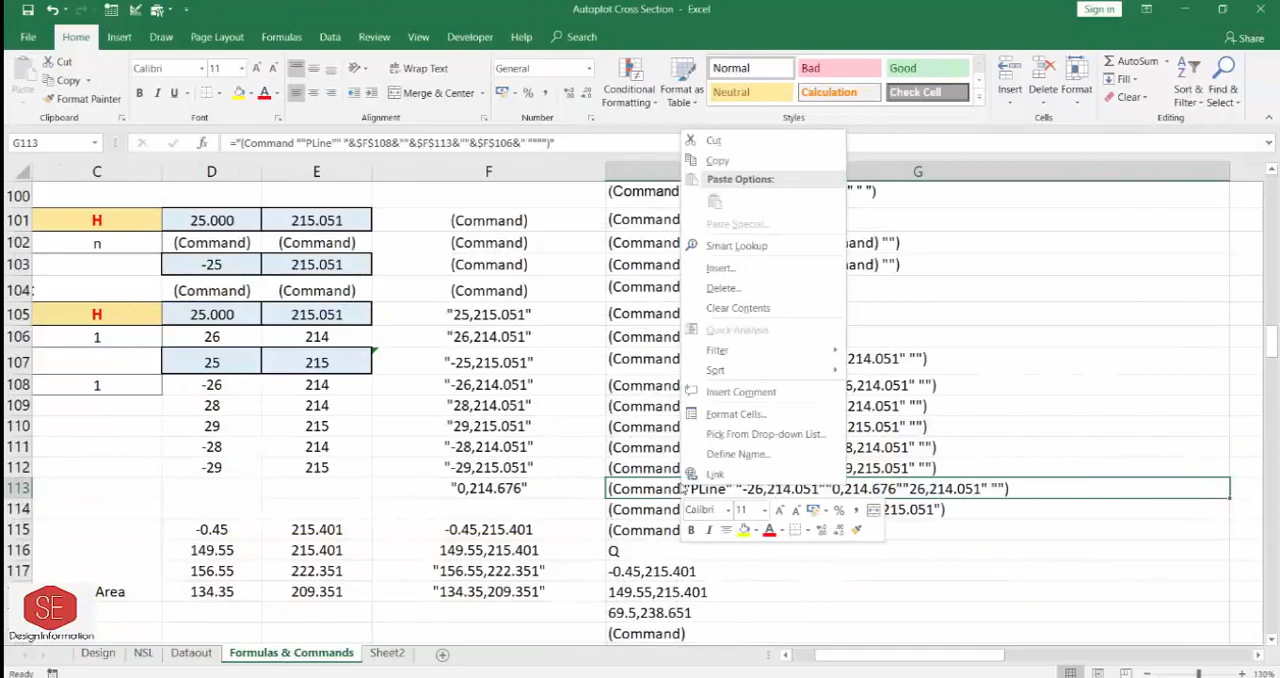 Autoplot Cross Section - Excel
Sign in
File Home Insert Draw Page Layout Formulas Data Review View Developer Help Search Share
Cut Calibri 11 Wrap Text General Normal Bad Good AutoSum
Paste Copy Conditional Formatting Format as Table Insert Delete Format Fill Sort & Filter Find & Select
Format Painter B I U Merge & Center Neutral Calculation Check Cell Clear
Clipboard Font Alignment Number Styles Cells Editing
G113 fx ="(Command ""PLine"" "&$F$108&""&$F$113&""&$F$106&" """")"
C D E F G
100 (Command " " ")
101 H 25.000 215.051 (Command) (Command
102 n (Command) (Command) (Command) (Command and) "")
103 -25 215.051 (Command) (Command and) "")
104 (Command) (Command) (Command) (Command
105 H 25.000 215.051 "25,215.051" (Command
106 1 26 214 "26,214.051" (Command
107 25 215 "-25,215.051" (Command ,214.051" "")
108 1 -26 214 "-26,214.051" (Command 6,214.051" "")
109 28 214 "28,214.051" (Command ,214.051" "")
110 29 215 "29,215.051" (Command ,215.051" "")
111 -28 214 "-28,214.051" (Command 8,214.051" "")
112 -29 215 "-29,215.051" (Command 9,215.051" "")
113 "0,214.676" (Command "PLine" "-26,214.051""0,214.676""26,214.051" "")
114 (Command 215.051")
115 -0.45 215.401 -0.45,215.401 (Command
116 149.55 215.401 149.55,215.401 Q
117 156.55 222.351 "156.55,222.351" -0.45,215.401
Area 134.35 209.351 "134.35,209.351" 149.55,215.401
69.5,238.651
(Command)
Cut
Copy
Paste Options:
Paste Special...
Smart Lookup
Insert...
Delete...
Clear Contents
Quick Analysis
Filter
Sort
Insert Comment
Format Cells...
Pick From Drop-down List...
Define Name...
Link
Calibri 11 A A % ,
B I A
SE
DesignInformation
Design NSL Dataout Formulas & Commands Sheet2
Ready 130%